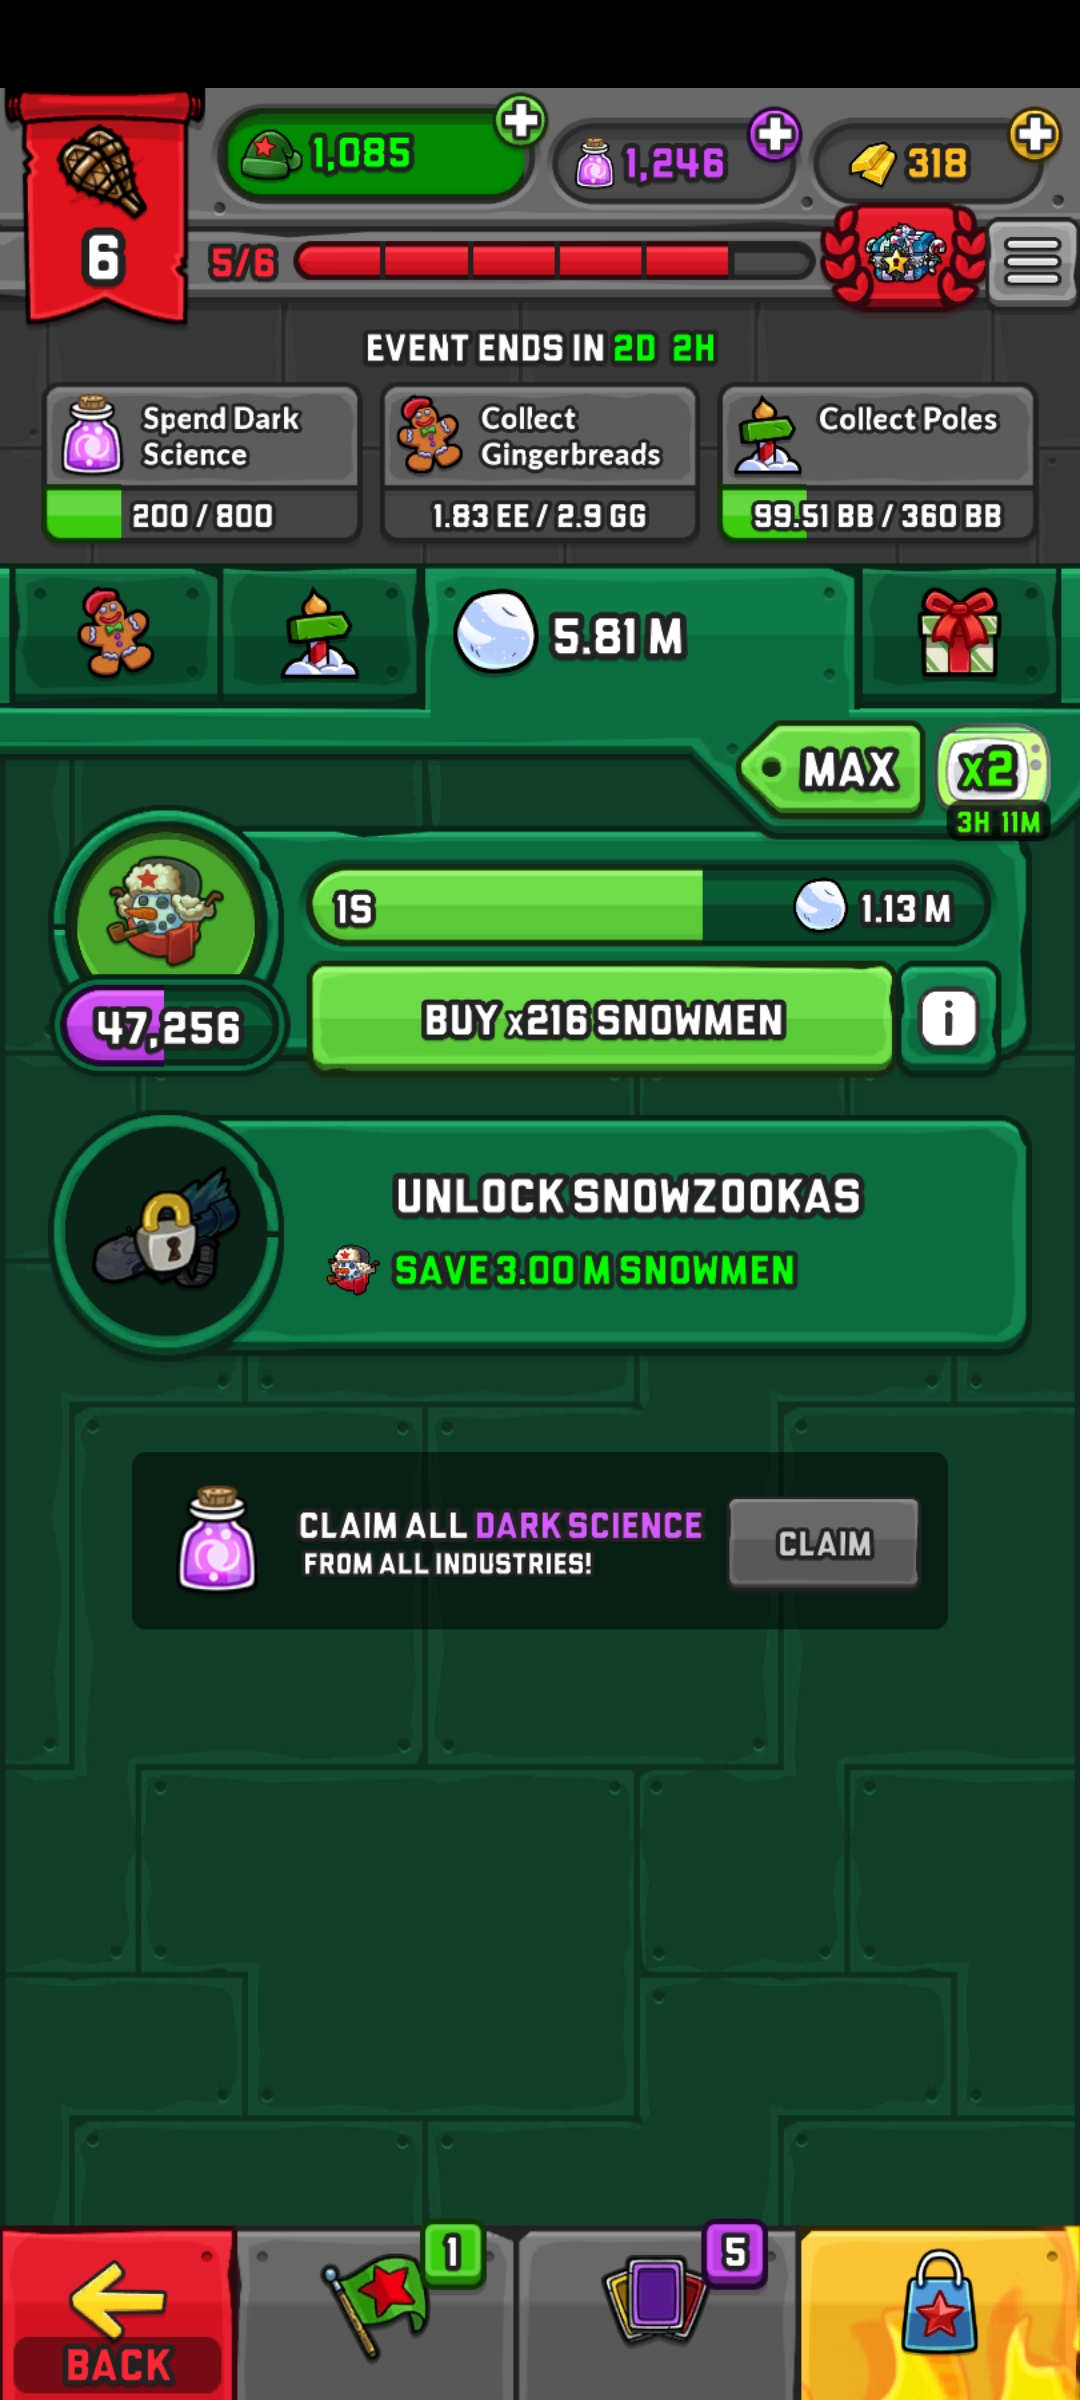 1,085
1,246
318
6
5/6
EVENT ENDS IN 2D 2H
Spend Dark
Science
200 / 800
Collect
Gingerbreads
1.83 EE / 2.9 GG
Collect Poles
99.51 BB / 360 BB
5.81 M
MAX
x2
3H 11M
1S
1.13 M
47,256
BUY x216 SNOWMEN
i
UNLOCK SNOWZOOKAS
SAVE 3.00 M SNOWMEN
CLAIM ALL DARK SCIENCE
FROM ALL INDUSTRIES!
CLAIM
1
5
BACK